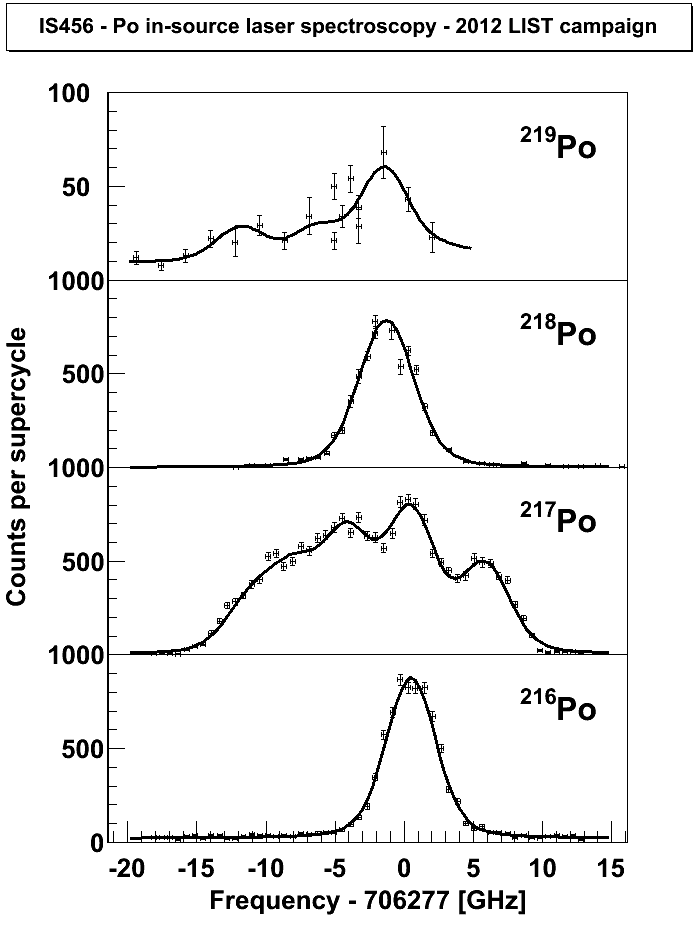 IS456 - Po in-source laser spectroscopy - 2012 LIST campaign
100
219Po
50
1000
218Po
500
1000
217Po
500
1000
216Po
500
0
-20 -15 -10 -5 0 5 10 15
Frequency - 706277 [GHz]
Counts per supercycle